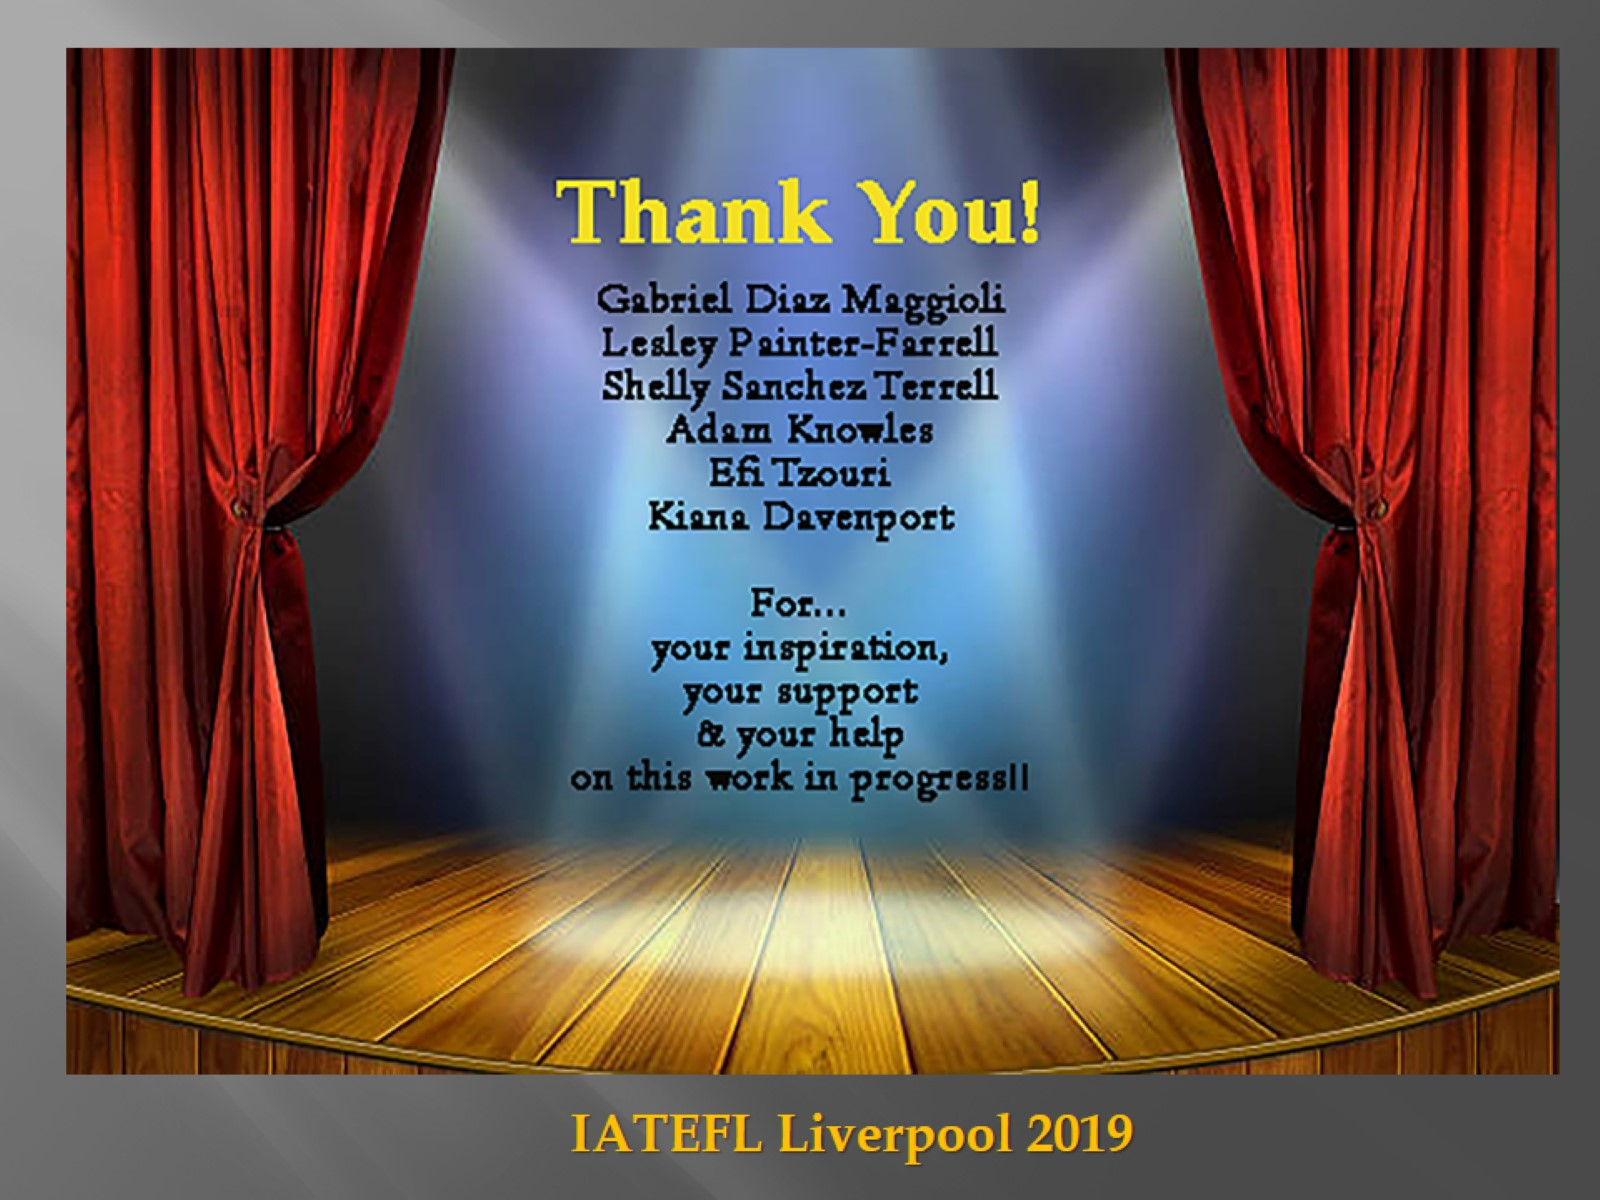 Thank You!
Gabriel Diaz Maggioli
Lesley Painter-Farrell
Shelly Sanchez Terrell
Adam Knowles
Efi Tzouri
Kiana Davenport
For...
your inspiration,
your support
& your help
on this work in progress!!
IATEFL Liverpool 2019